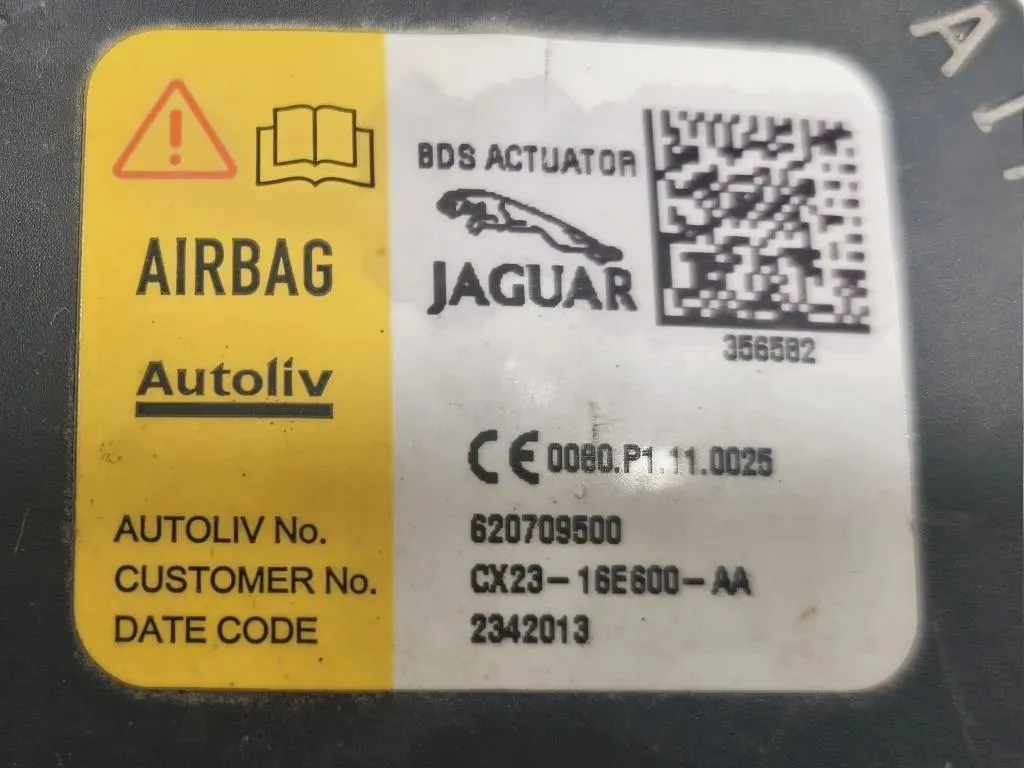 AIRBAG
Autoliv
AUTOLIV No.
CUSTOMER No.
DATE CODE
BDS ACTUATOR
JAGUAR
356582
CE 0080.P1.11.0025
620709500
CX23-16E600-AA
2342013